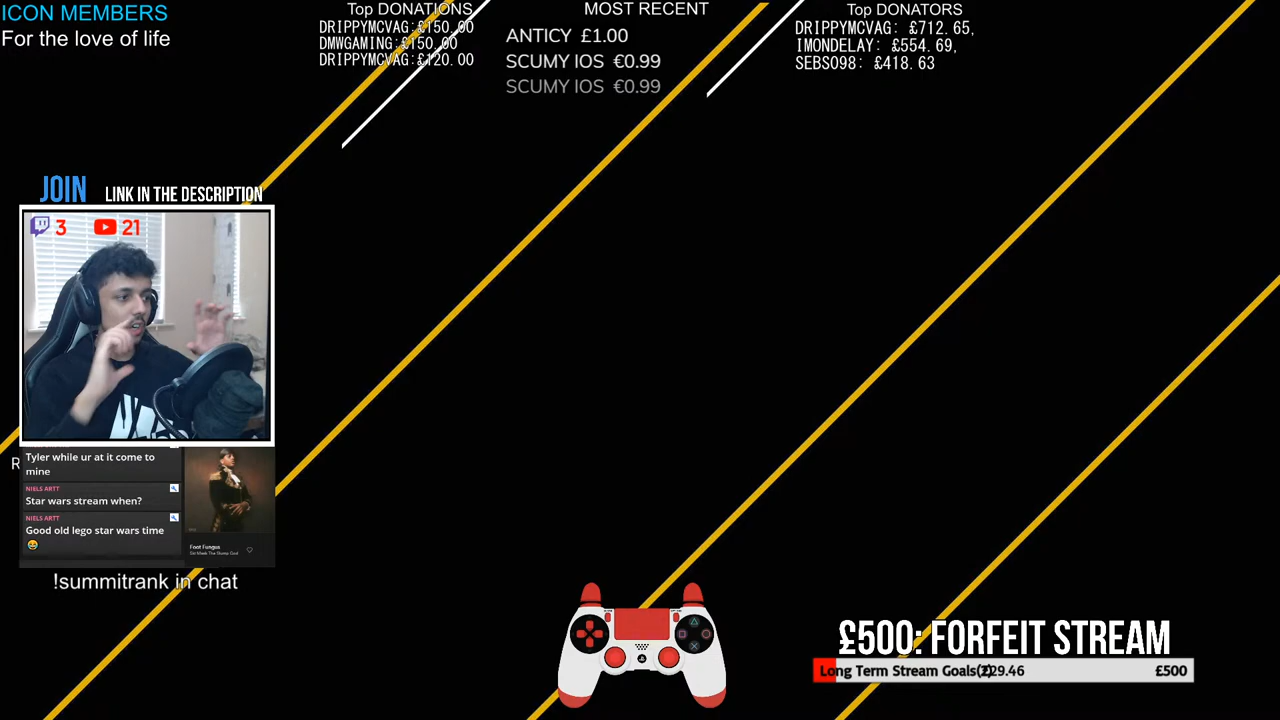 ICON MEMBERS
For the love of life
Top DONATIONS
DRIPPYMCVAG:£150.00
DMWGAMING:£150.00
DRIPPYMCVAG:£120.00
MOST RECENT
ANTICY £1.00
SCUMY IOS €0.99
SCUMY IOS €0.99
Top DONATORS
DRIPPYMCVAG: £712.65,
IMONDELAY: £554.69,
SEBS098: £418.63
JOIN LINK IN THE DESCRIPTION
3 21
R
Tyler while ur at it come to
mine
NIELS ARTT
Star wars stream when?
NIELS ARTT
Good old lego star wars time
Foot Fungus
!summitrank in chat
£500: FORFEIT STREAM
Long Term Stream Goals
£500